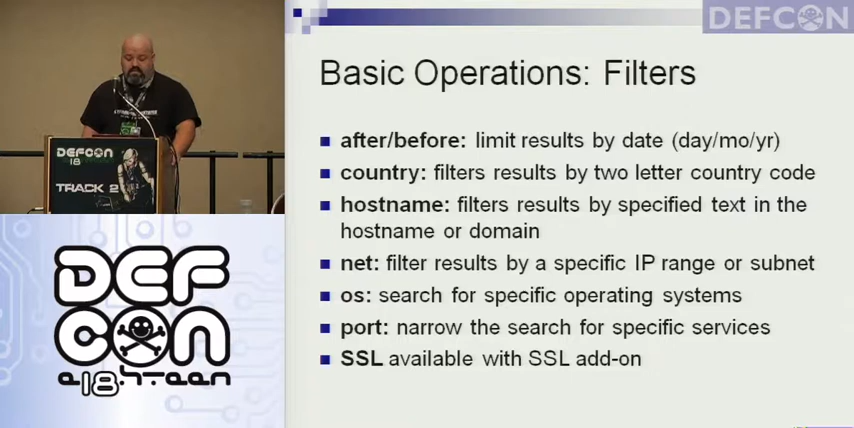 DEFCON
Basic Operations: Filters
after/before: limit results by date (day/mo/yr)
country: filters results by two letter country code
hostname: filters results by specified text in the
hostname or domain
net: filter results by a specific IP range or subnet
os: search for specific operating systems
port: narrow the search for specific services
SSL available with SSL add-on
DEFCON
18
TRACK 2
DEF
CON
e18hteen